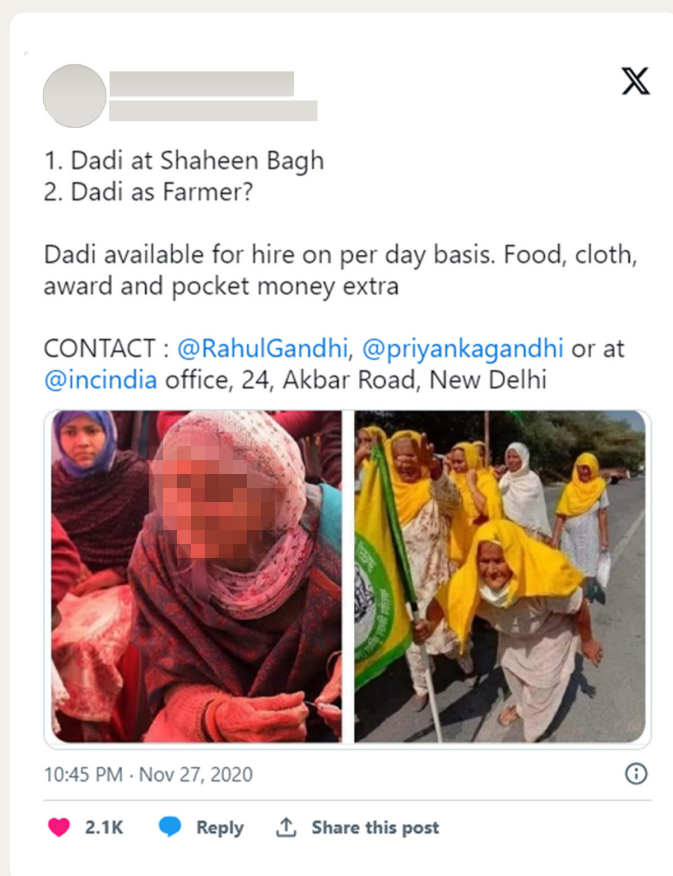 1. Dadi at Shaheen Bagh
2. Dadi as Farmer?
Dadi available for hire on per day basis. Food, cloth,
award and pocket money extra
CONTACT : @RahulGandhi, @priyankagandhi or at
@incindia office, 24, Akbar Road, New Delhi
10:45 PM · Nov 27, 2020
2.1K Reply Share this post